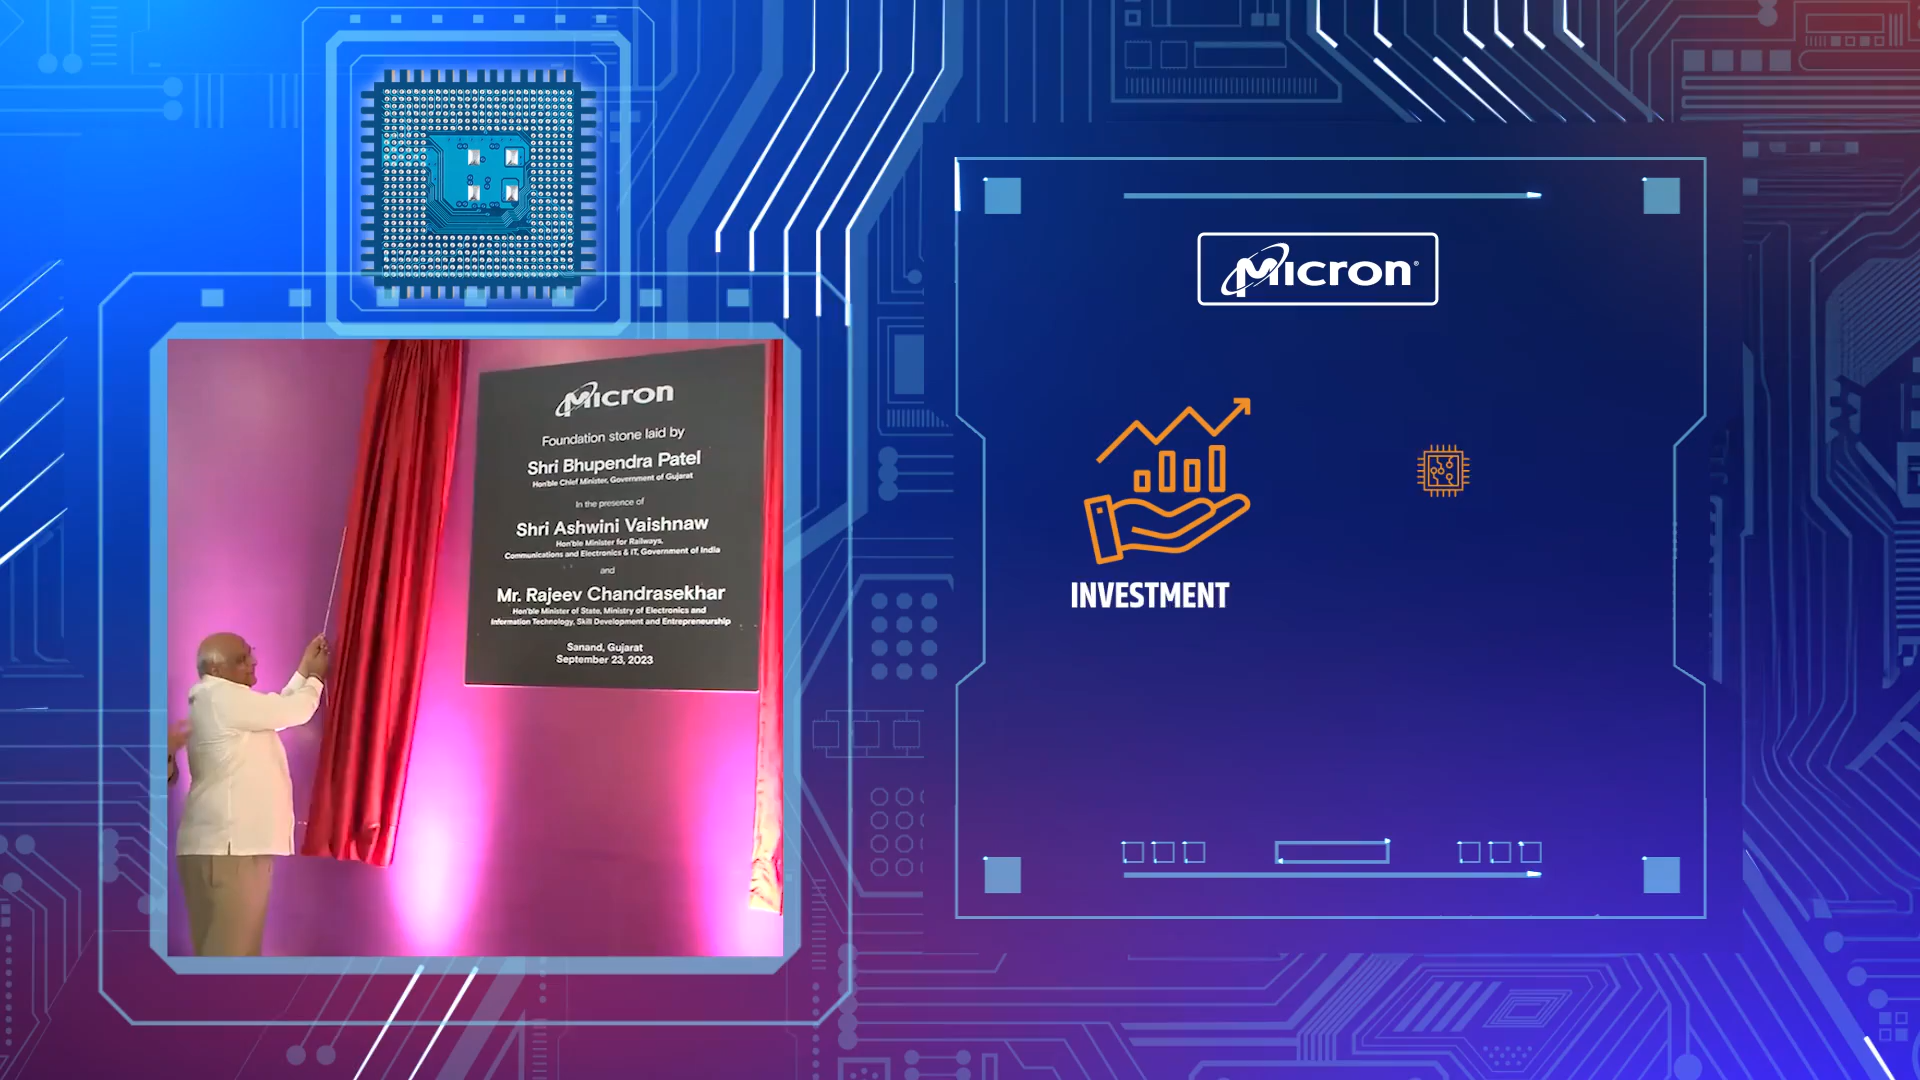 Micron
Foundation stone laid by
Shri Bhupendra Patel
Hon'ble Chief Minister, Government of Gujarat
In the presence of
Shri Ashwini Vaishnaw
Hon'ble Minister for Railways,
Communications and Electronics & IT, Government of India
and
Mr. Rajeev Chandrasekhar
Hon'ble Minister of State, Ministry of Electronics and
Information Technology, Skill Development and Entrepreneurship
Sanand, Gujarat
September 23, 2023
Micron®
INVESTMENT